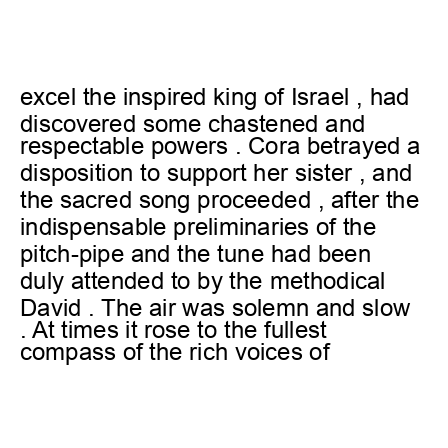 excel the inspired king of Israel , had
discovered some chastened and
respectable powers . Cora betrayed a
disposition to support her sister , and
the sacred song proceeded , after the
indispensable preliminaries of the
pitch-pipe and the tune had been
duly attended to by the methodical
David . The air was solemn and slow
. At times it rose to the fullest
compass of the rich voices of